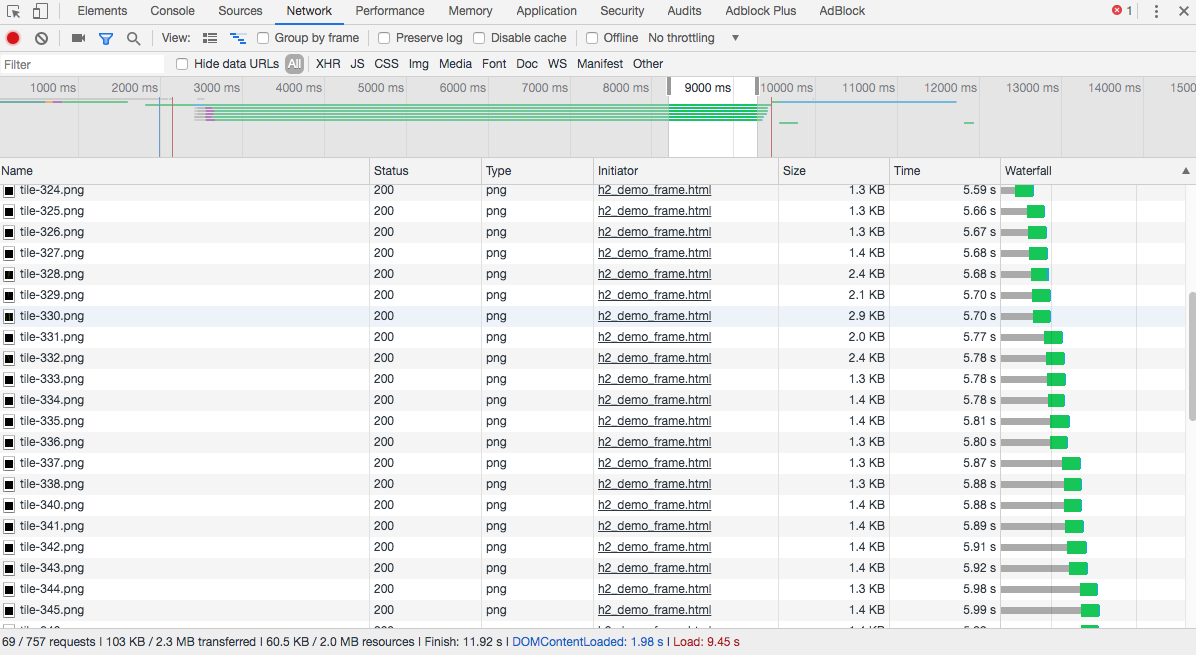 Elements Console Sources Network Performance Memory Application Security Audits Adblock Plus AdBlock 1
View: Group by frame Preserve log Disable cache Offline No throttling
Filter Hide data URLs All XHR JS CSS Img Media Font Doc WS Manifest Other
1000 ms 2000 ms 3000 ms 4000 ms 5000 ms 6000 ms 7000 ms 8000 ms 9000 ms 10000 ms 11000 ms 12000 ms 13000 ms 14000 ms 1500
Name Status Type Initiator Size Time Waterfall
tile-324.png 200 png h2_demo_frame.html 1.3 KB 5.59 s
tile-325.png 200 png h2_demo_frame.html 1.3 KB 5.66 s
tile-326.png 200 png h2_demo_frame.html 1.3 KB 5.67 s
tile-327.png 200 png h2_demo_frame.html 1.4 KB 5.68 s
tile-328.png 200 png h2_demo_frame.html 2.4 KB 5.68 s
tile-329.png 200 png h2_demo_frame.html 2.1 KB 5.70 s
tile-330.png 200 png h2_demo_frame.html 2.9 KB 5.70 s
tile-331.png 200 png h2_demo_frame.html 2.0 KB 5.77 s
tile-332.png 200 png h2_demo_frame.html 2.4 KB 5.78 s
tile-333.png 200 png h2_demo_frame.html 1.3 KB 5.78 s
tile-334.png 200 png h2_demo_frame.html 1.4 KB 5.78 s
tile-335.png 200 png h2_demo_frame.html 1.4 KB 5.81 s
tile-336.png 200 png h2_demo_frame.html 1.3 KB 5.80 s
tile-337.png 200 png h2_demo_frame.html 1.3 KB 5.87 s
tile-338.png 200 png h2_demo_frame.html 1.3 KB 5.88 s
tile-340.png 200 png h2_demo_frame.html 1.4 KB 5.88 s
tile-341.png 200 png h2_demo_frame.html 1.4 KB 5.89 s
tile-342.png 200 png h2_demo_frame.html 1.4 KB 5.91 s
tile-343.png 200 png h2_demo_frame.html 1.4 KB 5.92 s
tile-344.png 200 png h2_demo_frame.html 1.3 KB 5.98 s
tile-345.png 200 png h2_demo_frame.html 1.4 KB 5.99 s
69 / 757 requests | 103 KB / 2.3 MB transferred | 60.5 KB / 2.0 MB resources | Finish: 11.92 s | DOMContentLoaded: 1.98 s | Load: 9.45 s